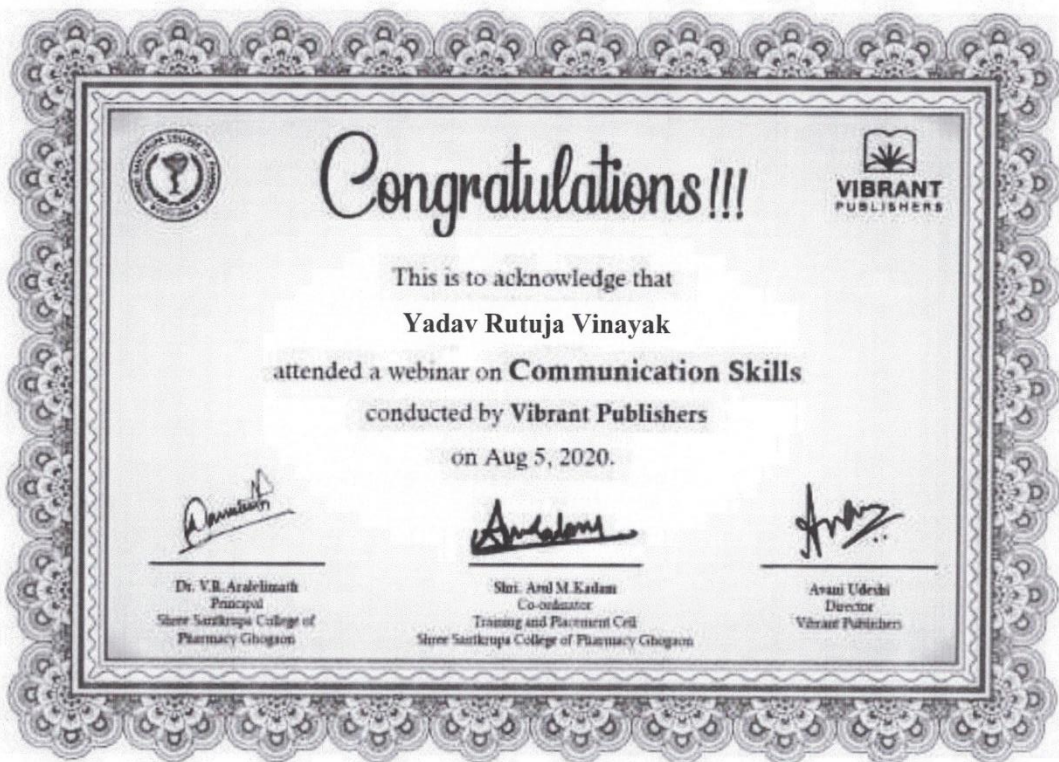 Congratulations!!!
VIBRANT
PUBLISHERS
This is to acknowledge that
Yadav Rutuja Vinayak
attended a webinar on Communication Skills
conducted by Vibrant Publishers
on Aug 5, 2020.
Dr. V.R. Aralelimath
Principal
Shree Santkrupa College of
Pharmacy Ghogaon
Shri. Amol M.Kadam
Co-ordinator
Training and Placement Cell
Shree Santkrupa College of Pharmacy Ghogaon
Avani Udeshi
Director
Vibrant Publishers